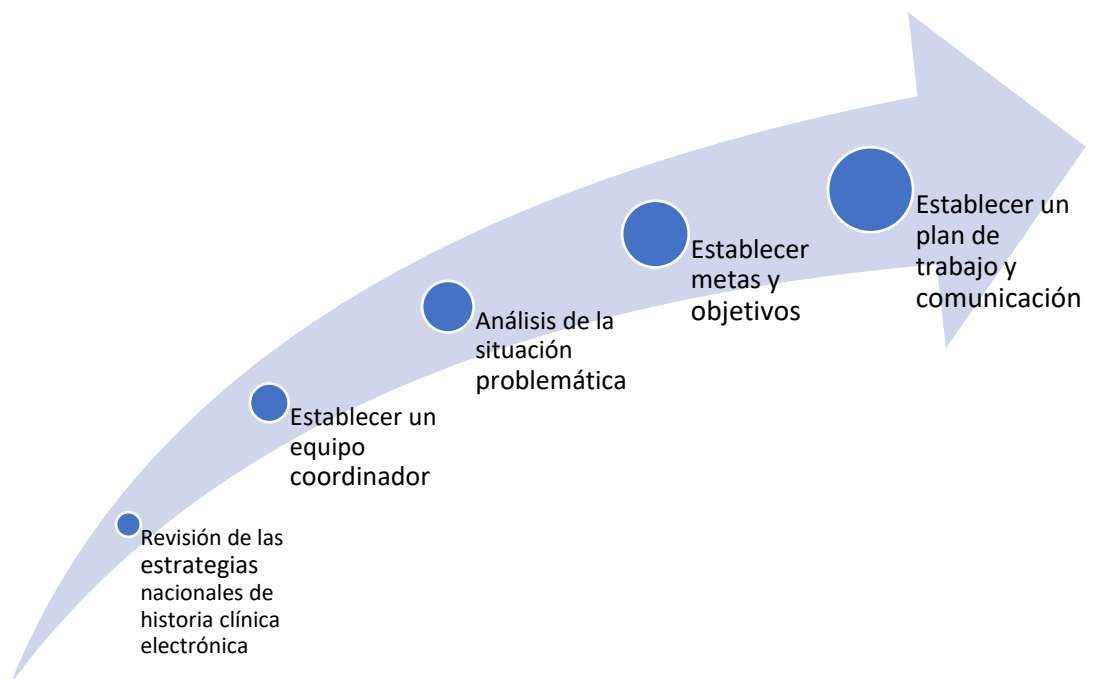 Revisión de las
estrategias
nacionales de
historia clínica
electrónica
Establecer un
equipo
coordinador
Análisis de la
situación
problemática
Establecer
metas y
objetivos
Establecer un
plan de
trabajo y
comunicación